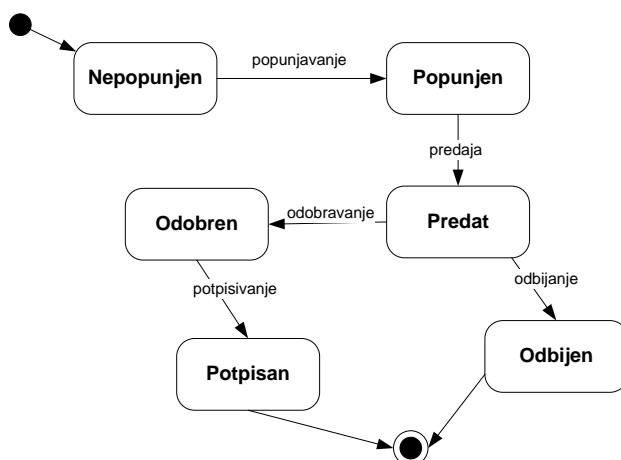 Nepopunjen
popunjavanje
Popunjen
predaja
Predat
odobravanje
Odobren
potpisivanje
odbijanje
Potpisan
Odbijen